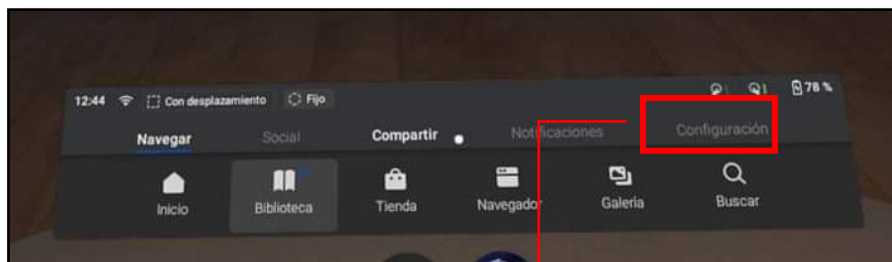 12:44 Con desplazamiento Fijo 78 %
Navegar Social Compartir Notificaciones Configuración
Inicio Biblioteca Tienda Navegador Galería Buscar